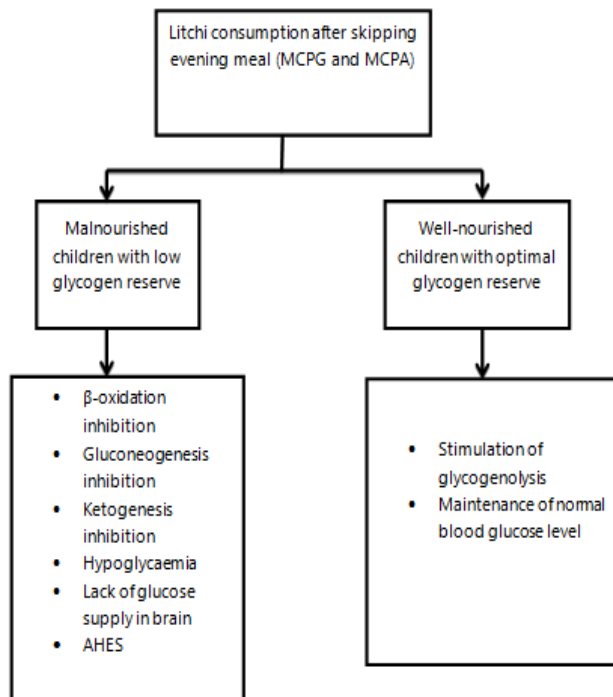 Litchi consumption after skipping
evening meal (MCPG and MCPA)
Malnourished
children with low
glycogen reserve
Well-nourished
children with optimal
glycogen reserve
• β-oxidation
inhibition
• Gluconeogenesis
inhibition
• Ketogenesis
inhibition
• Hypoglycaemia
• Lack of glucose
supply in brain
• AHES
• Stimulation of
glycogenolysis
• Maintenance of normal
blood glucose level